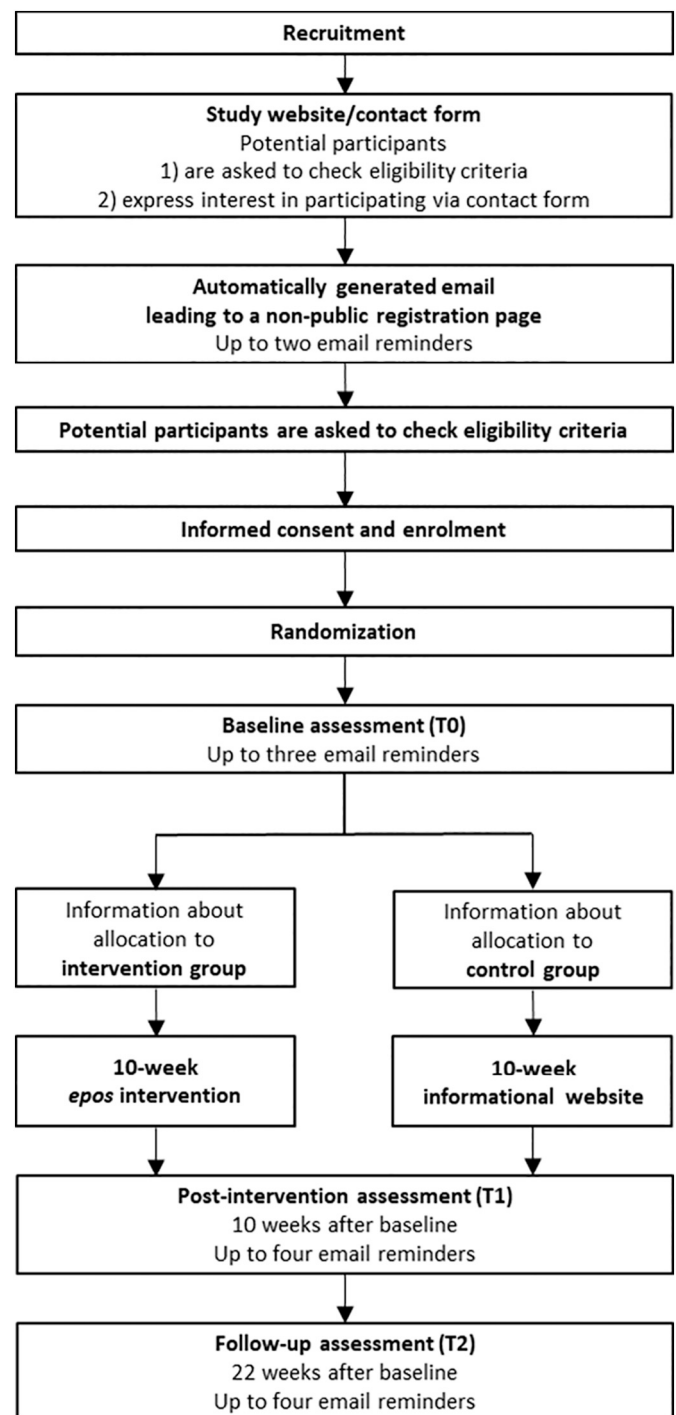 Recruitment
Study website/contact form
Potential participants
1) are asked to check eligibility criteria
2) express interest in participating via contact form
Automatically generated email
leading to a non-public registration page
Up to two email reminders
Potential participants are asked to check eligibility criteria
Informed consent and enrolment
Randomization
Baseline assessment (T0)
Up to three email reminders
Information about
allocation to
intervention group
Information about
allocation to
control group
10-week
epos intervention
10-week
informational website
Post-intervention assessment (T1)
10 weeks after baseline
Up to four email reminders
Follow-up assessment (T2)
22 weeks after baseline
Up to four email reminders